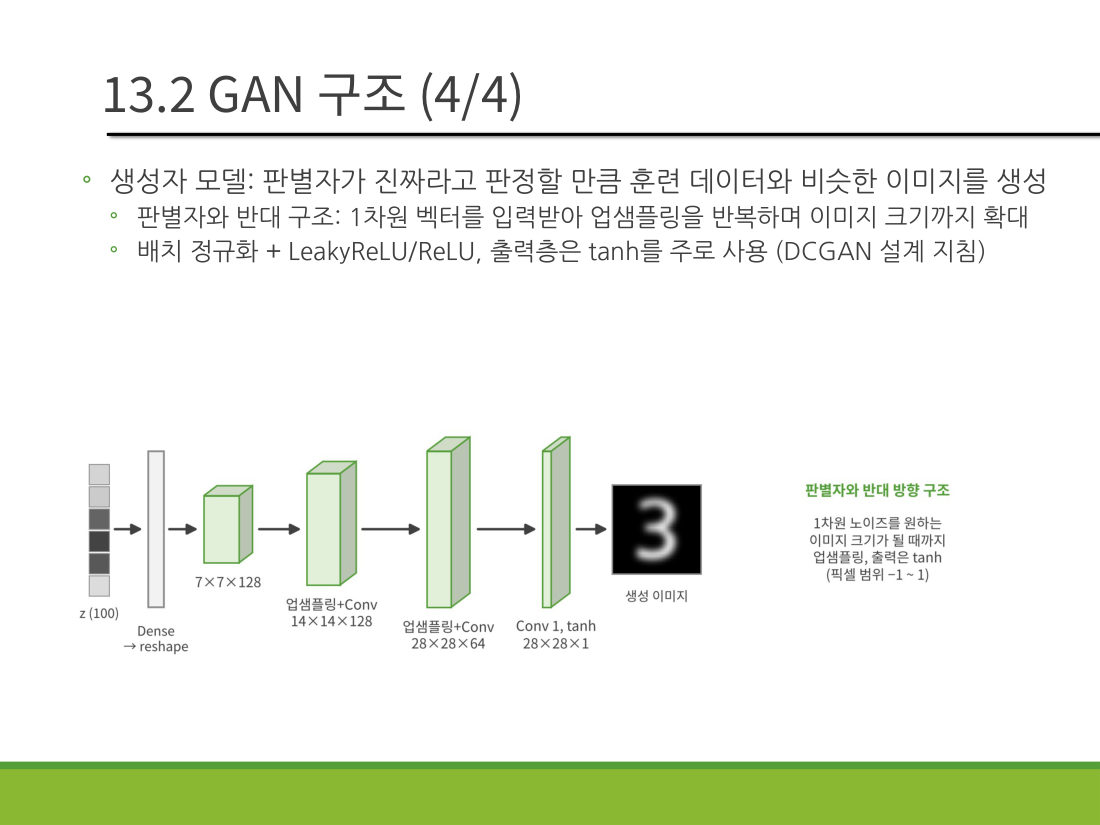 13.2 GAN 구조 (4/4)
생성자 모델: 판별자가 진짜라고 판정할 만큼 훈련 데이터와 비슷한 이미지를 생성
판별자와 반대 구조: 1차원 벡터를 입력받아 업샘플링을 반복하며 이미지 크기까지 확대
배치 정규화 + LeakyReLU/ReLU, 출력층은 tanh를 주로 사용 (DCGAN 설계 지침)
z (100)
Dense
→ reshape
7×7×128
업샘플링+Conv
14×14×128
업샘플링+Conv
28×28×64
Conv 1, tanh
28×28×1
3
생성 이미지
판별자와 반대 방향 구조
1차원 노이즈를 원하는
이미지 크기가 될 때까지
업샘플링, 출력은 tanh
(픽셀 범위 −1 ~ 1)